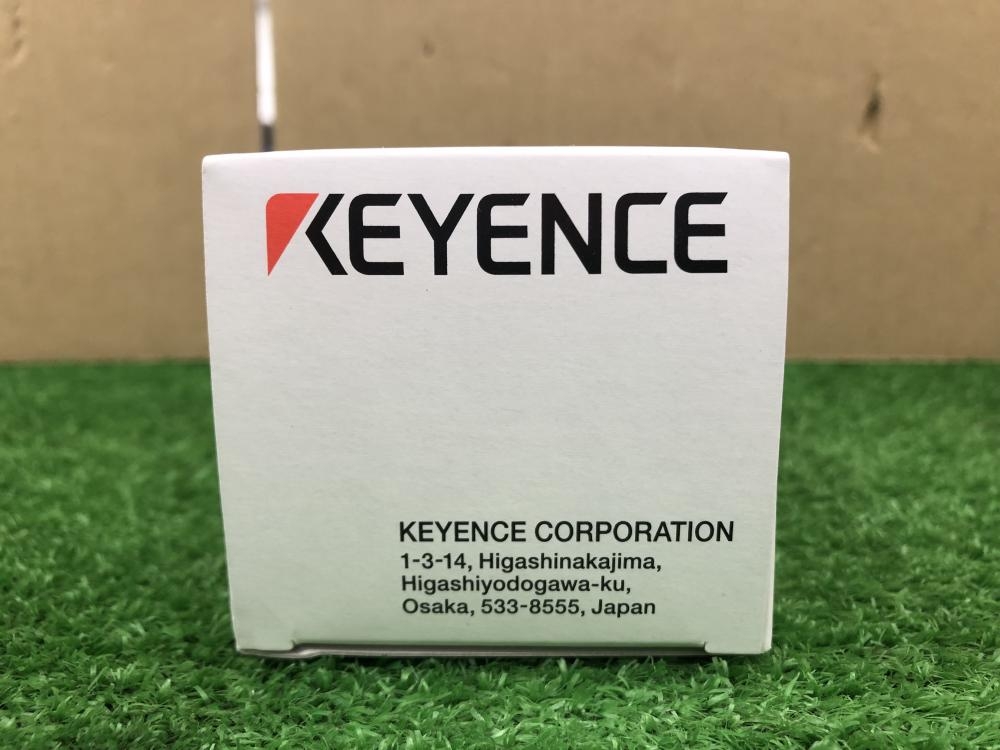 KEYENCE
KEYENCE CORPORATION
1-3-14, Higashinakajima,
Higashiyodogawa-ku,
Osaka, 533-8555, Japan